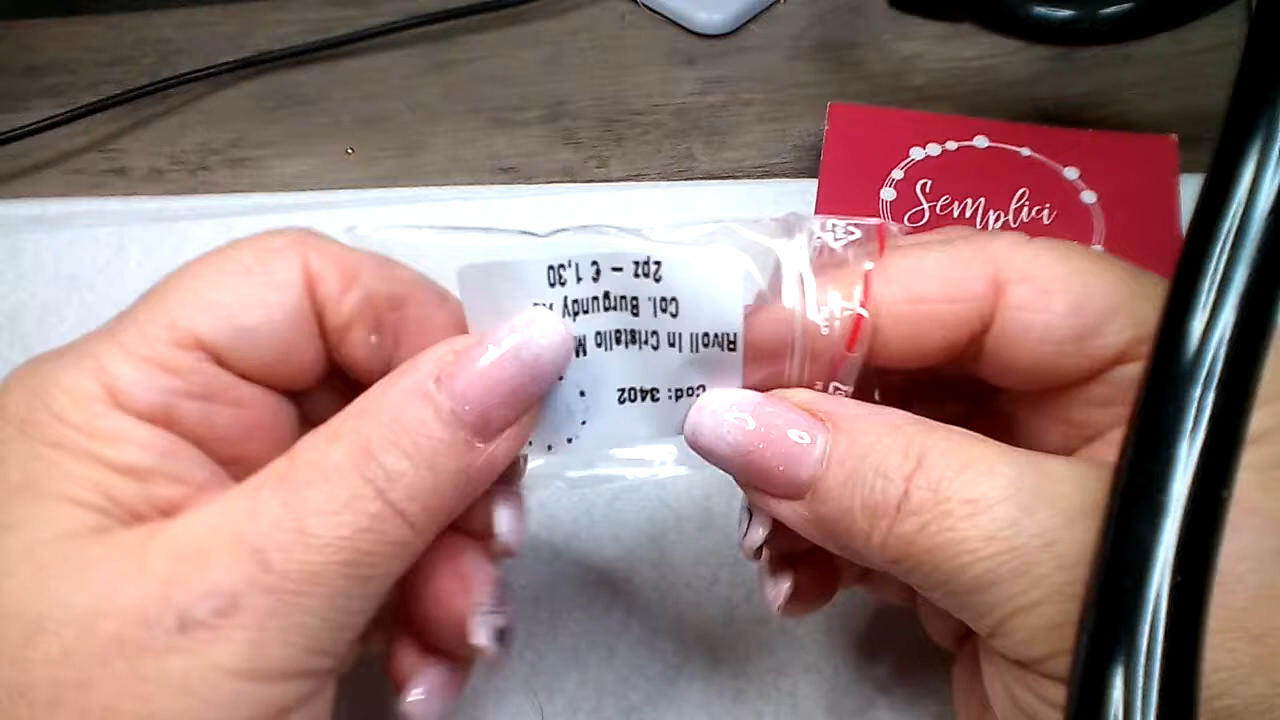 Semplici
Cod: 3402
Rivoli In Cristallo
Col. Burgundy
2pz - € 1,30